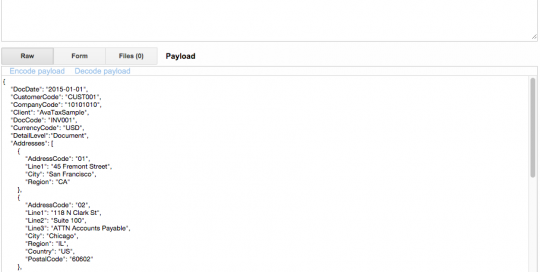 Raw Form Files (0) Payload
Encode payload Decode payload
{
"DocDate": "2015-01-01",
"CustomerCode": "CUST001",
"CompanyCode": "10101010",
"Client": "AvaTaxSample",
"DocCode": "INV001",
"CurrencyCode": "USD",
"DetailLevel":"Document",
"Addresses": [
{
"AddressCode": "01",
"Line1": "45 Fremont Street",
"City": "San Francisco",
"Region": "CA"
},
{
"AddressCode": "02",
"Line1": "118 N Clark St",
"Line2": "Suite 100",
"Line3": "ATTN Accounts Payable",
"City": "Chicago",
"Region": "IL",
"Country": "US",
"PostalCode": "60602"
},